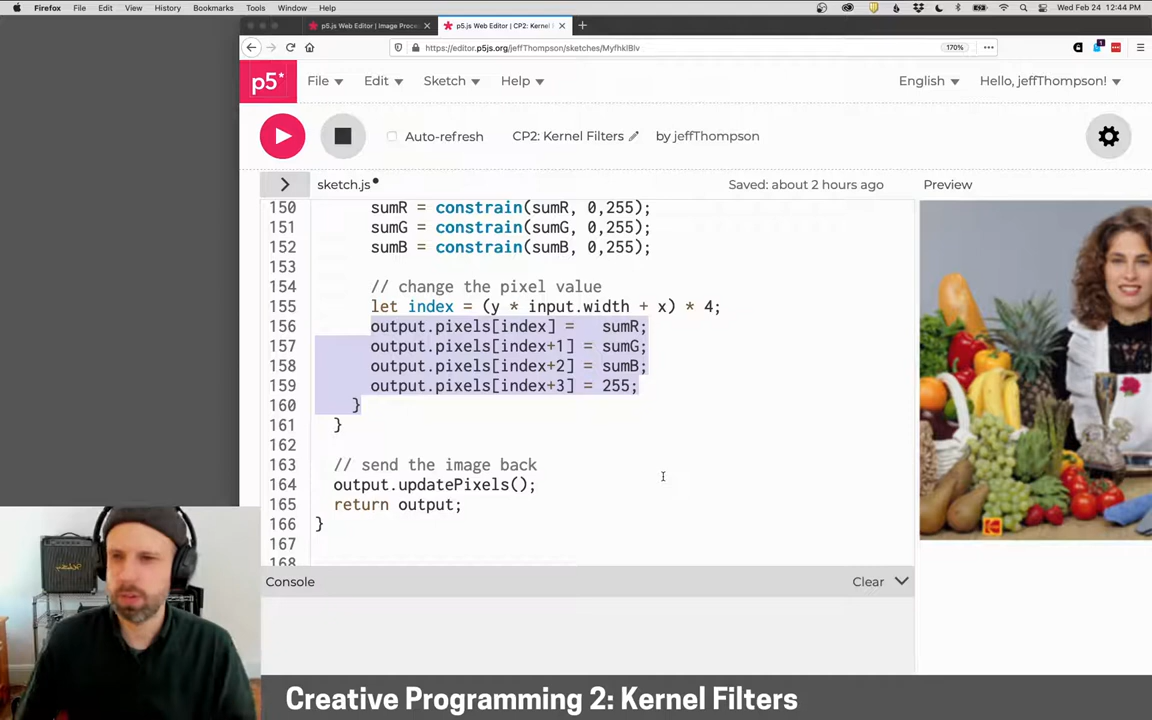 Firefox File Edit View History Bookmarks Tools Window Help Wed Feb 24 12:44 PM
p5.js Web Editor | Image Proce
p5.js Web Editor | CP2: Kernel F
https://editor.p5js.org/jeffThompson/sketches/MyfhkIBlv 170%
p5* File Edit Sketch Help English Hello, jeffThompson!
Auto-refresh CP2: Kernel Filters by jeffThompson
sketch.js Saved: about 2 hours ago Preview
150 sumR = constrain(sumR, 0,255);
151 sumG = constrain(sumG, 0,255);
152 sumB = constrain(sumB, 0,255);
153
154 // change the pixel value
155 let index = (y * input.width + x) * 4;
156 output.pixels[index] = sumR;
157 output.pixels[index+1] = sumG;
158 output.pixels[index+2] = sumB;
159 output.pixels[index+3] = 255;
160 }
161 }
162
163 // send the image back
164 output.updatePixels();
165 return output;
166 }
167
168
Console Clear
Kodak
Creative Programming 2: Kernel Filters